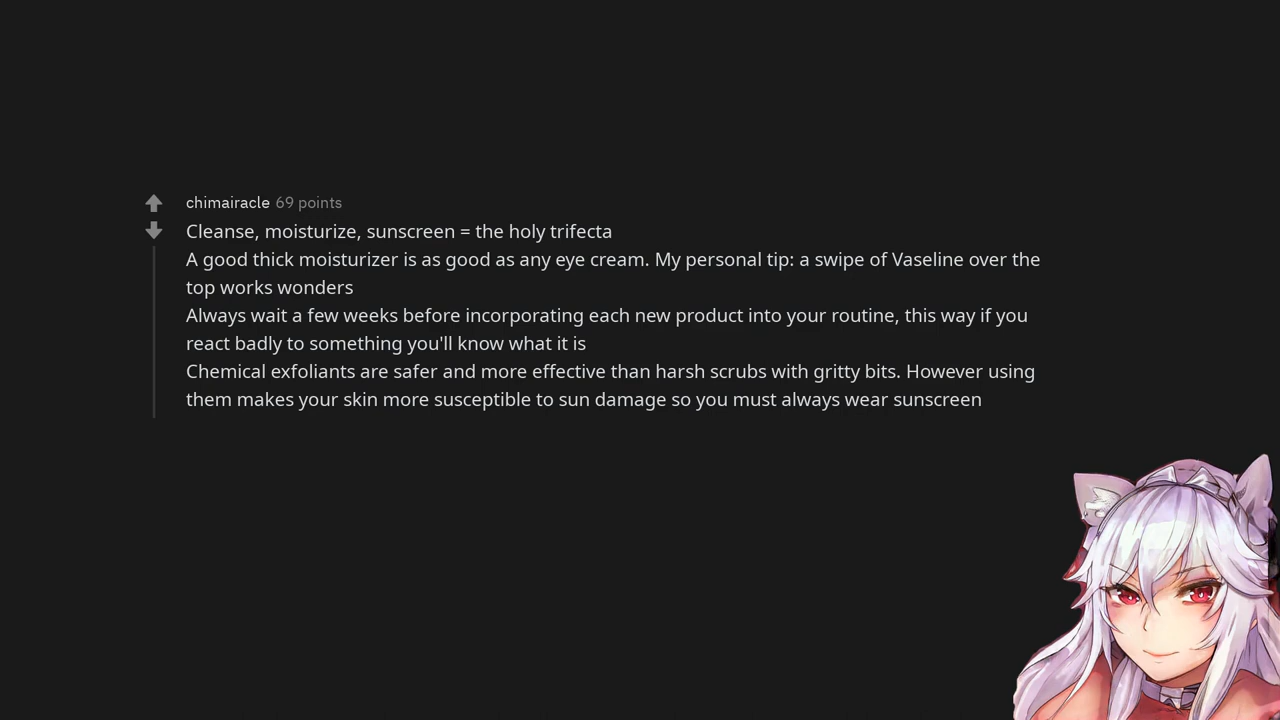 chimairacle 69 points
Cleanse, moisturize, sunscreen = the holy trifecta
A good thick moisturizer is as good as any eye cream. My personal tip: a swipe of Vaseline over the
top works wonders
Always wait a few weeks before incorporating each new product into your routine, this way if you
react badly to something you'll know what it is
Chemical exfoliants are safer and more effective than harsh scrubs with gritty bits. However using
them makes your skin more susceptible to sun damage so you must always wear sunscreen